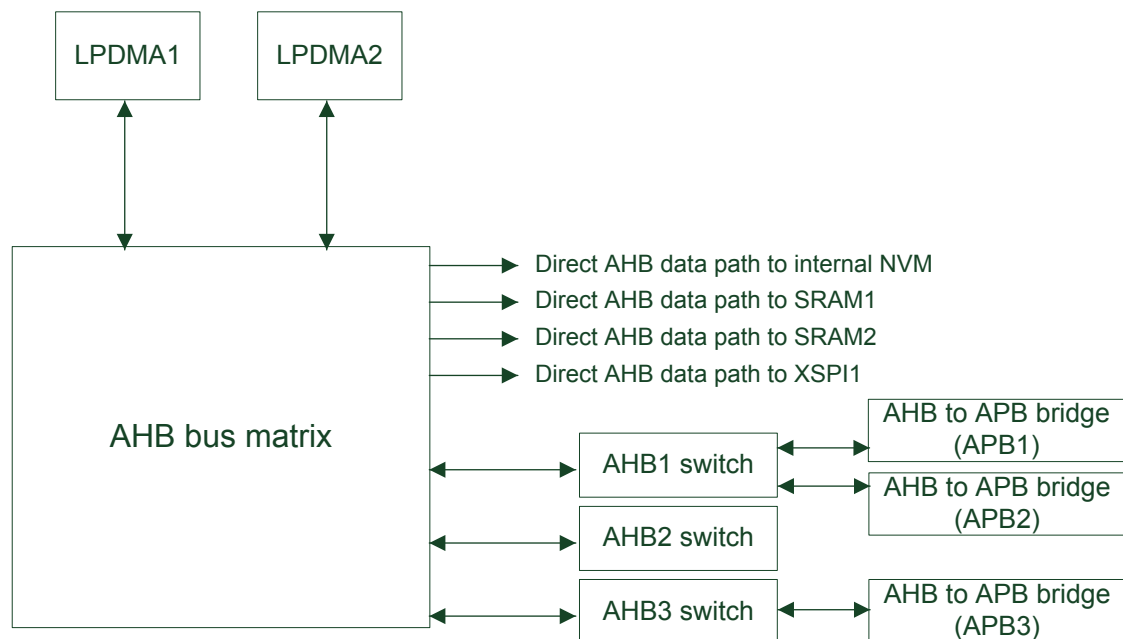 LPDMA1
LPDMA2
Direct AHB data path to internal NVM
Direct AHB data path to SRAM1
Direct AHB data path to SRAM2
Direct AHB data path to XSPI1
AHB bus matrix
AHB1 switch
AHB to APB bridge
(APB1)
AHB to APB bridge
(APB2)
AHB2 switch
AHB3 switch
AHB to APB bridge
(APB3)